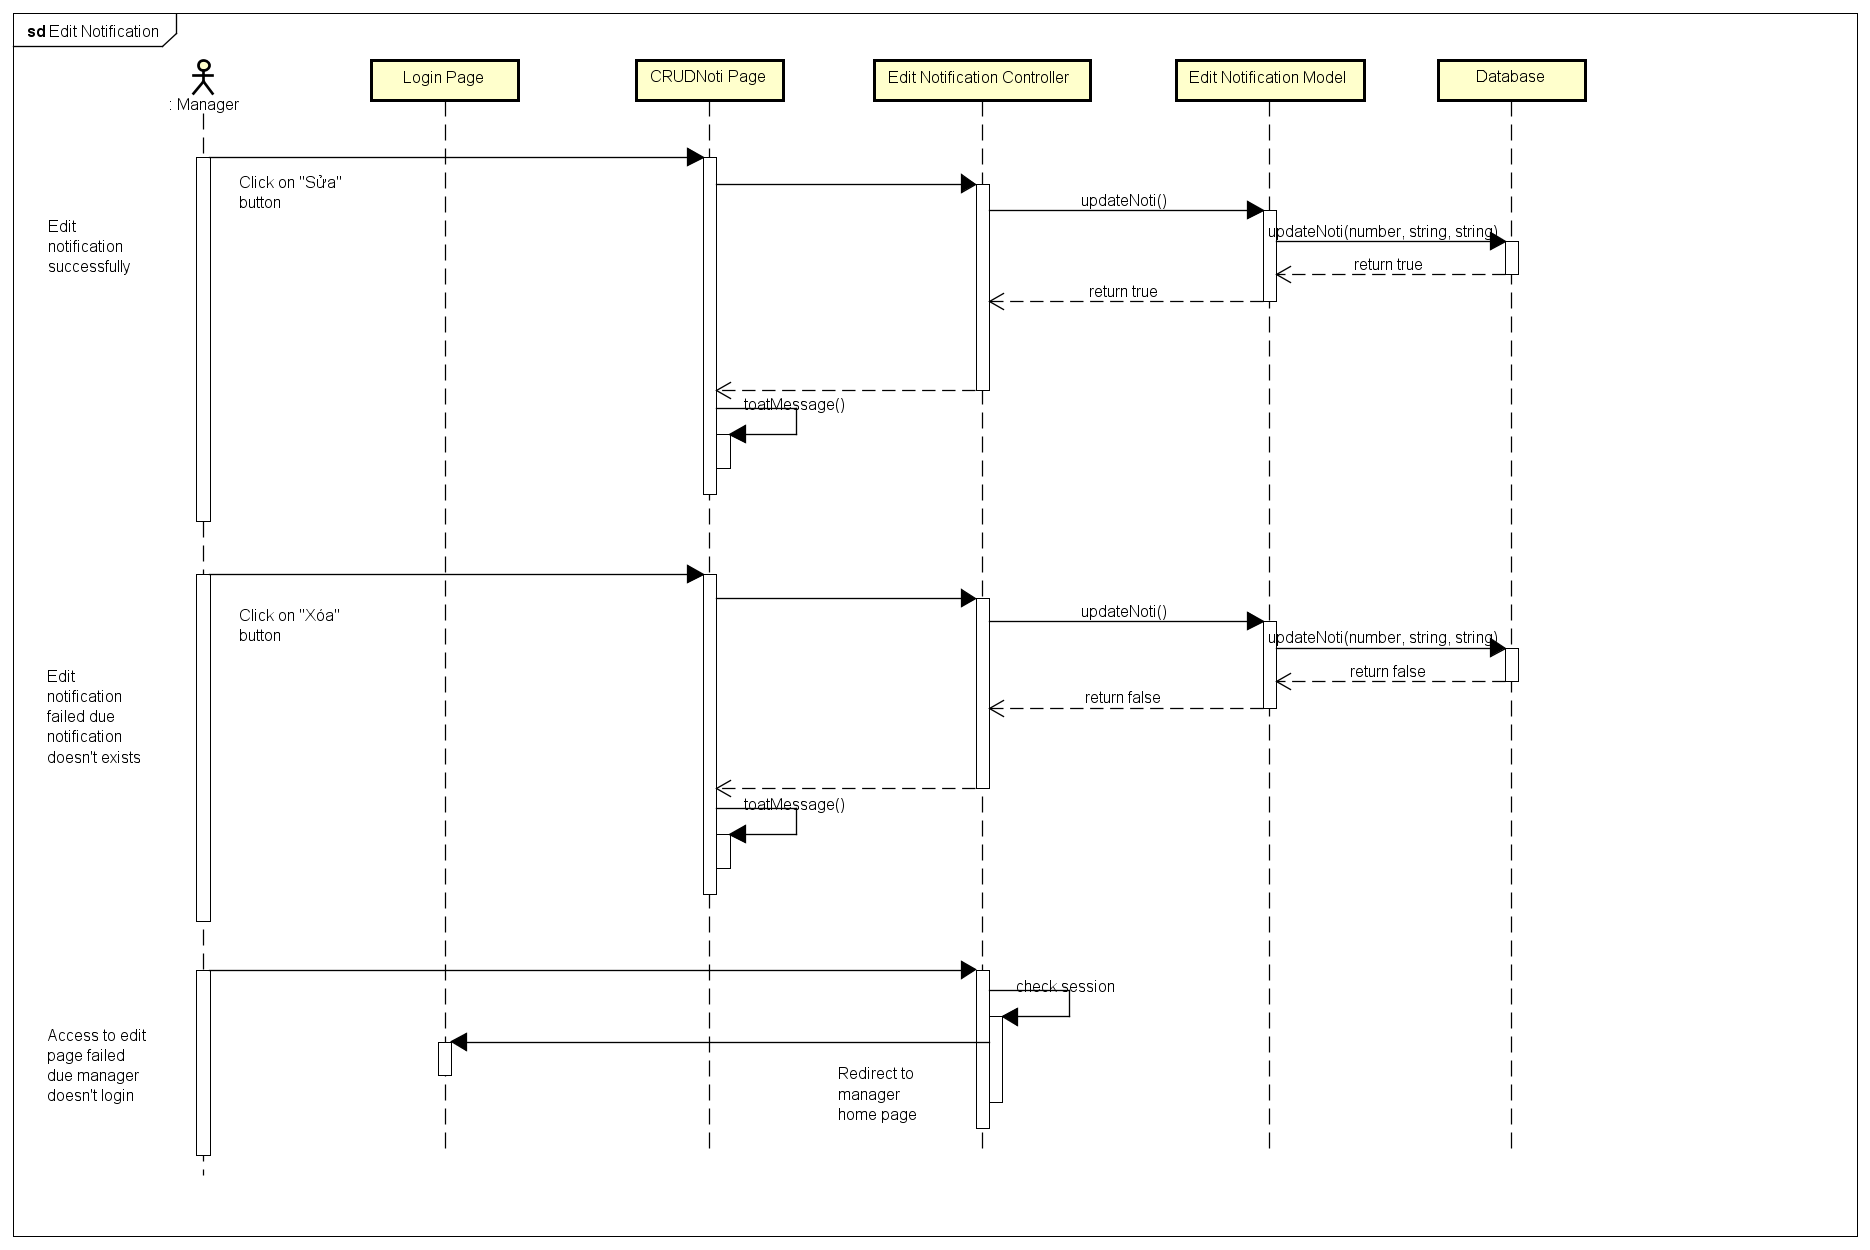 sd Edit Notification
: Manager
Login Page
CRUDNoti Page
Edit Notification Controller
Edit Notification Model
Database
Click on "Sửa"
button
Edit
notification
successfully
updateNoti()
updateNoti(number, string, string)
return true
return true
toatMessage()
Click on "Xóa"
button
Edit
notification
failed due
notification
doesn't exists
updateNoti()
updateNoti(number, string, string)
return false
return false
toatMessage()
check session
Access to edit
page failed
due manager
doesn't login
Redirect to
manager
home page